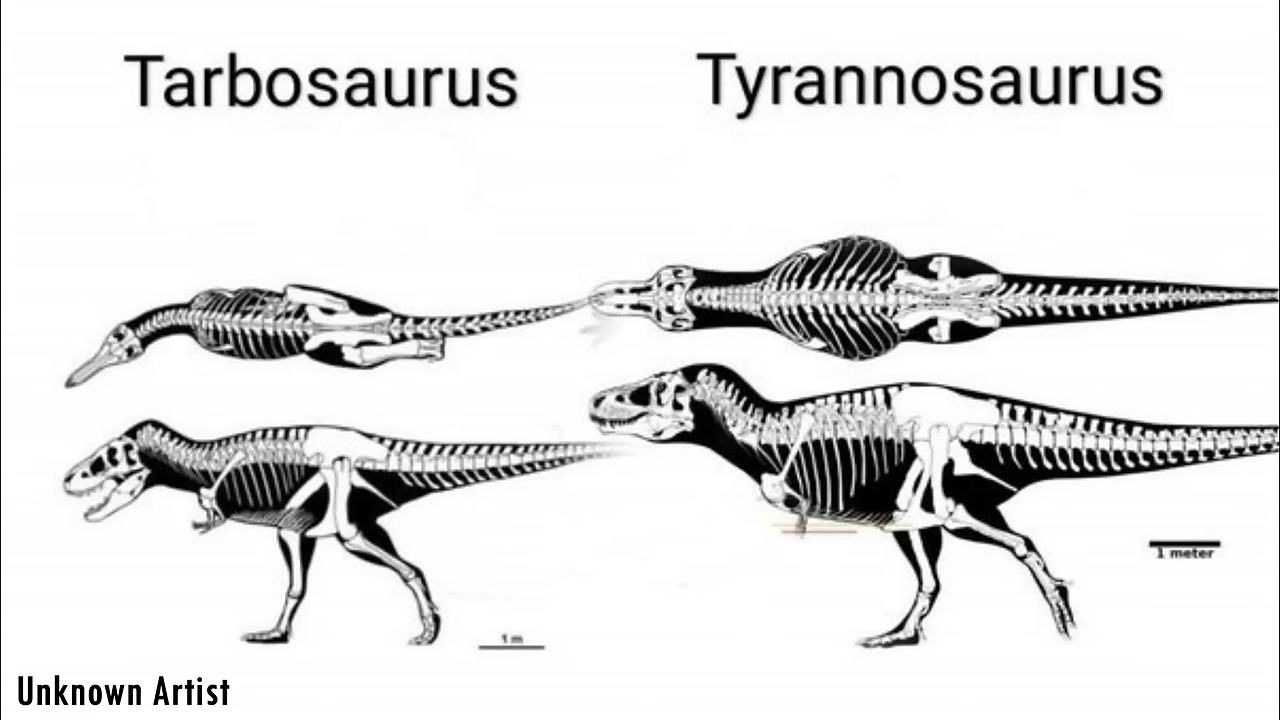 Tarbosaurus
Tyrannosaurus
1 meter
1 m
Unknown Artist